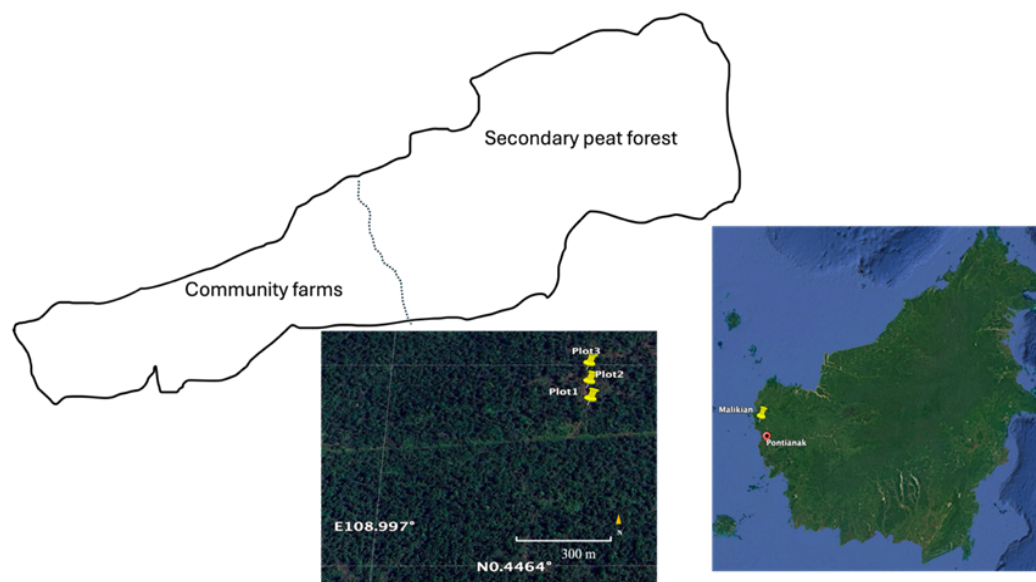 Secondary peat forest
Community farms
Plot3
Plot2
Plot1
E108.997°
300 m
N
N0.4464°
Malikian
Pontianak